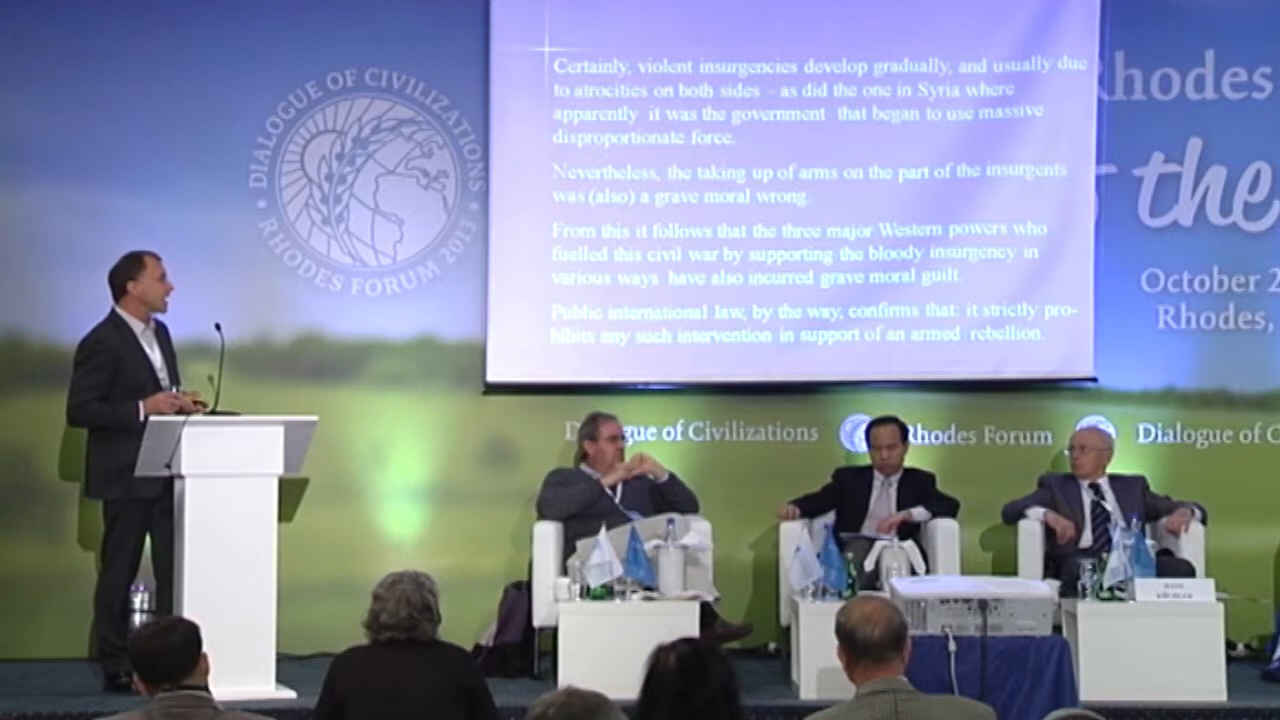 Certainly, violent insurgencies develop gradually, and usually due
to atrocities on both sides – as did the one in Syria where
apparently it was the government that began to use massive
disproportionate force.
Nevertheless, the taking up of arms on the part of the insurgents
was (also) a grave moral wrong.
From this it follows that the three major Western powers who
fuelled this civil war by supporting the bloody insurgency in
various ways have also incurred grave moral guilt.
Public international law, by the way, confirms that: it strictly pro-
hibits any such intervention in support of an armed rebellion.
DIALOGUE OF CIVILIZATIONS
• RHODES FORUM 2013 •
Rhodes
the
October 2
Rhodes,
Dialogue of Civilizations
Rhodes Forum
Dialogue of C